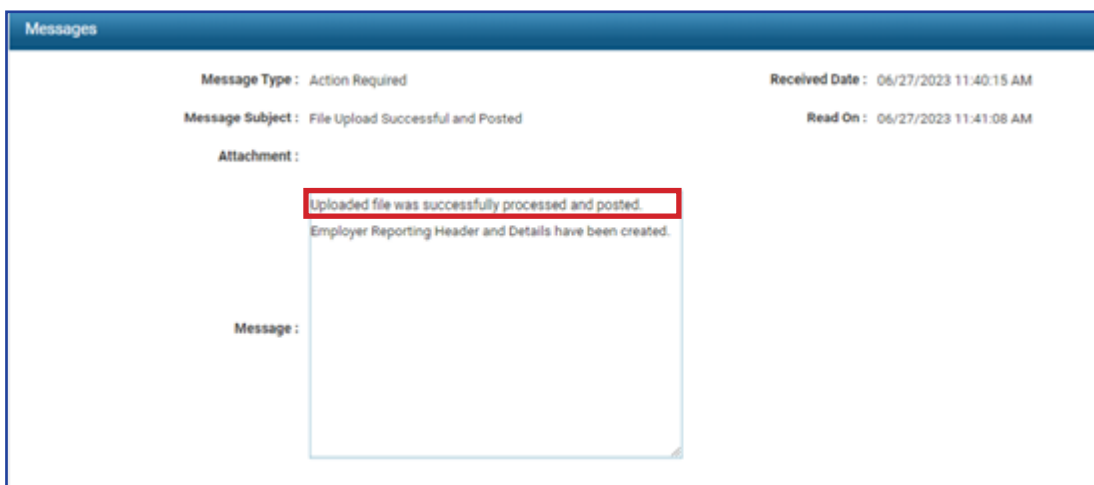 Messages
Message Type : Action Required Received Date : 06/27/2023 11:40:15 AM
Message Subject : File Upload Successful and Posted Read On : 06/27/2023 11:41:08 AM
Attachment :
Uploaded file was successfully processed and posted.
Employer Reporting Header and Details have been created.
Message :